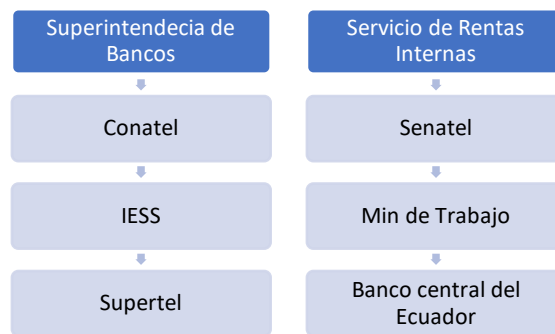 Superintendecia de
Bancos
Conatel
IESS
Supertel
Servicio de Rentas
Internas
Senatel
Min de Trabajo
Banco central del
Ecuador